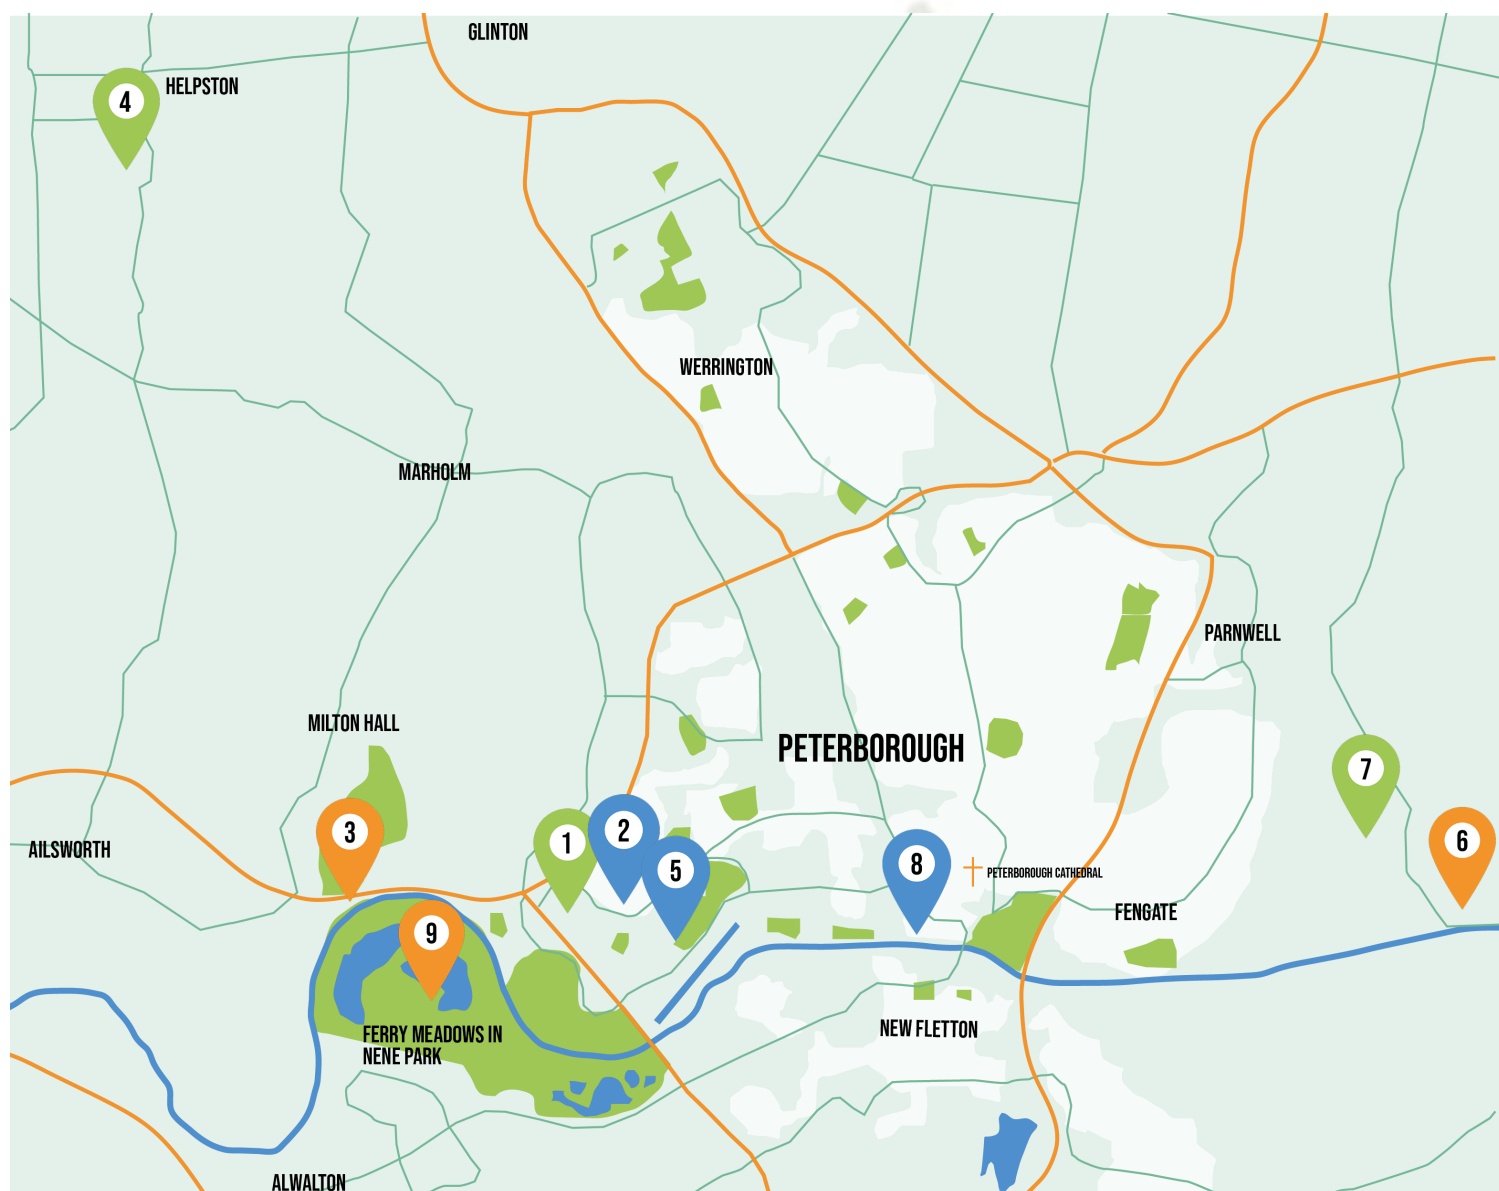 GLINTON
HELPSTON
4
WERRINGTON
MARHOLM
PARNWELL
MILTON HALL
PETERBOROUGH
7
3
1
2
6
AILSWORTH
5
8
PETERBOROUGH CATHEDRAL
FENGATE
9
FERRY MEADOWS IN
NENE PARK
NEW FLETTON
ALWALTON